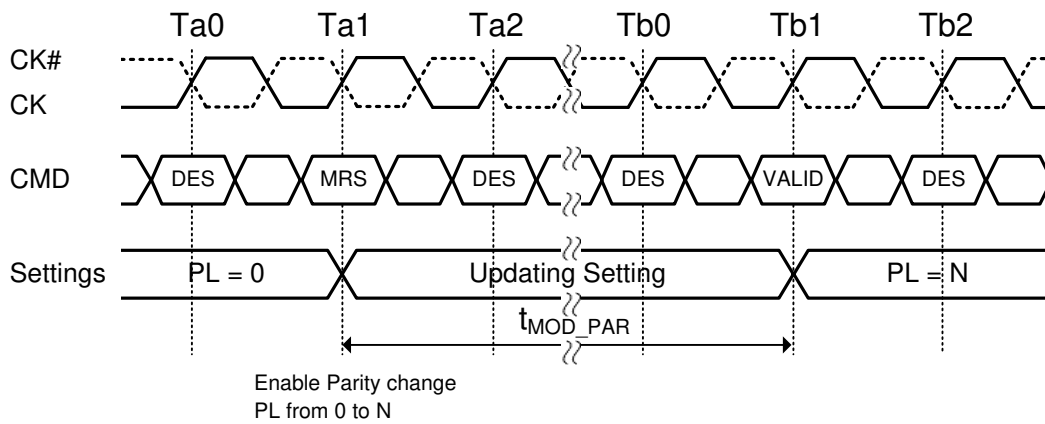 Ta0 Ta1 Ta2 Tb0 Tb1 Tb2
CK#
CK
CMD DES MRS DES DES VALID DES
Settings PL = 0 Updating Setting PL = N
tMOD_PAR
Enable Parity change
PL from 0 to N